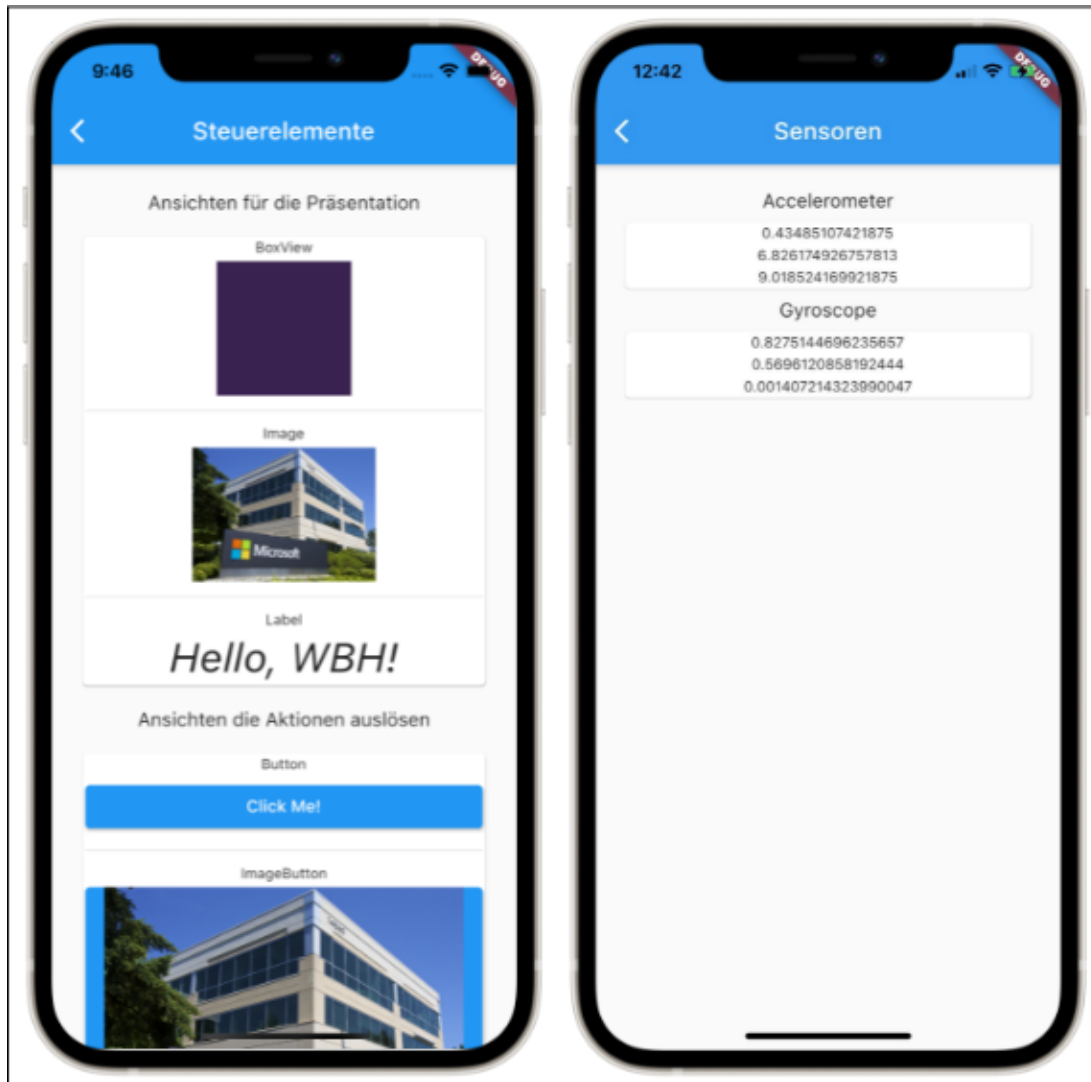 9:46
DEBUG
Steuerelemente
Ansichten für die Präsentation
BoxView
Image
Microsoft
Label
Hello, WBH!
Ansichten die Aktionen auslösen
Button
Click Me!
ImageButton
12:42
DEBUG
Sensoren
Accelerometer
0.43485107421875
6.826174926757813
9.018524169921875
Gyroscope
0.8275144696235657
0.5696120858192444
0.001407214323990047